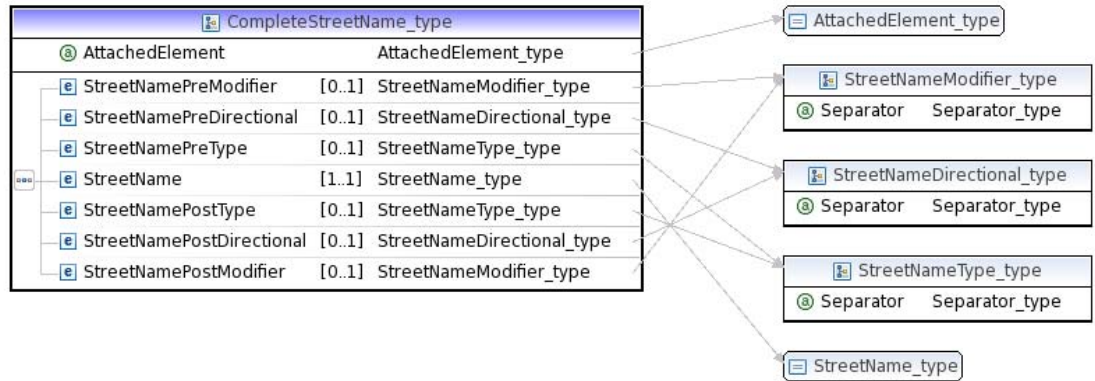 CompleteStreetName_type
AttachedElement AttachedElement_type
StreetNamePreModifier [0..1] StreetNameModifier_type
StreetNamePreDirectional [0..1] StreetNameDirectional_type
StreetNamePreType [0..1] StreetNameType_type
StreetName [1..1] StreetName_type
StreetNamePostType [0..1] StreetNameType_type
StreetNamePostDirectional [0..1] StreetNameDirectional_type
StreetNamePostModifier [0..1] StreetNameModifier_type
AttachedElement_type
StreetNameModifier_type
Separator Separator_type
StreetNameDirectional_type
Separator Separator_type
StreetNameType_type
Separator Separator_type
StreetName_type